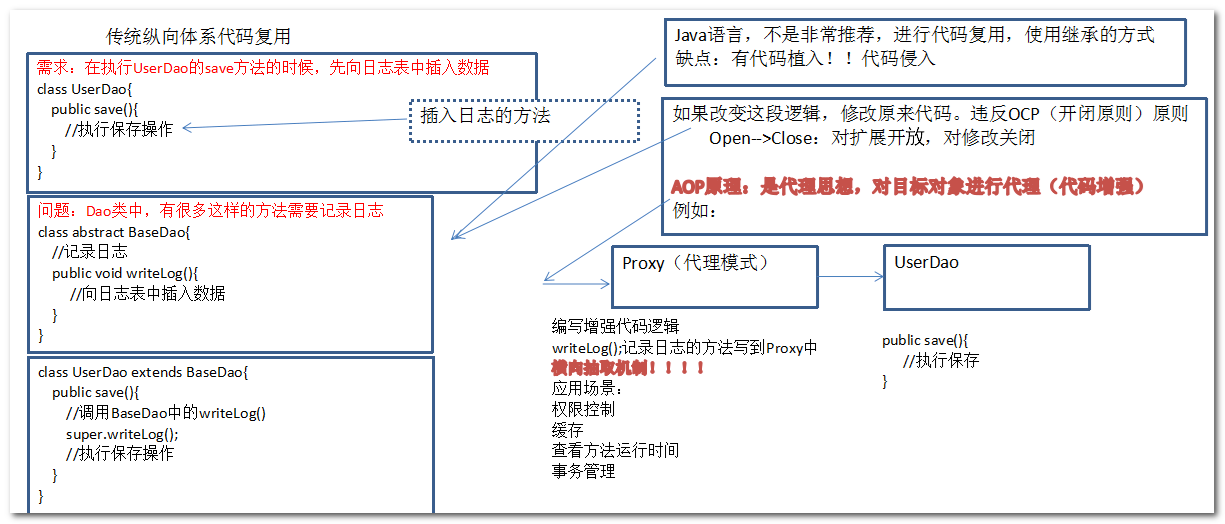 传统纵向体系代码复用
需求：在执行UserDao的save方法的时候，先向日志表中插入数据
class UserDao{
public save(){
//执行保存操作
}
}
插入日志的方法
问题：Dao类中，有很多这样的方法需要记录日志
class abstract BaseDao{
//记录日志
public void writeLog(){
//向日志表中插入数据
}
}
class UserDao extends BaseDao{
public save(){
//调用BaseDao中的writeLog()
super.writeLog();
//执行保存操作
}
}
Java语言，不是非常推荐，进行代码复用，使用继承的方式
缺点：有代码植入！！代码侵入
如果改变这段逻辑，修改原来代码。违反OCP（开闭原则）原则
Open-->Close：对扩展开放，对修改关闭
AOP原理：是代理思想，对目标对象进行代理（代码增强）
例如：
Proxy（代理模式）
编写增强代码逻辑
writeLog();记录日志的方法写到Proxy中
横向抽取机制！！！！
应用场景：
权限控制
缓存
查看方法运行时间
事务管理
UserDao
public save(){
//执行保存
}